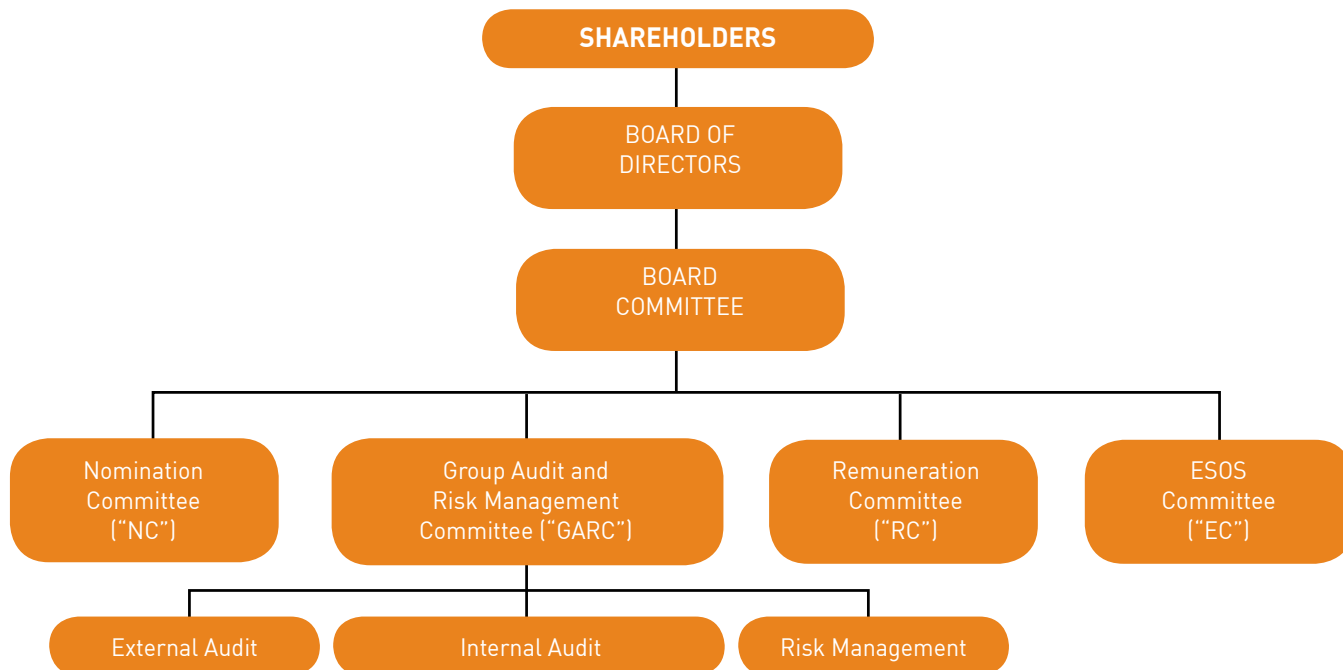 SHAREHOLDERS
BOARD OF
DIRECTORS
BOARD
COMMITTEE
Nomination
Committee
(“NC”)
Group Audit and
Risk Management
Committee (“GARC”)
Remuneration
Committee
(“RC”)
ESOS
Committee
(“EC”)
External Audit
Internal Audit
Risk Management